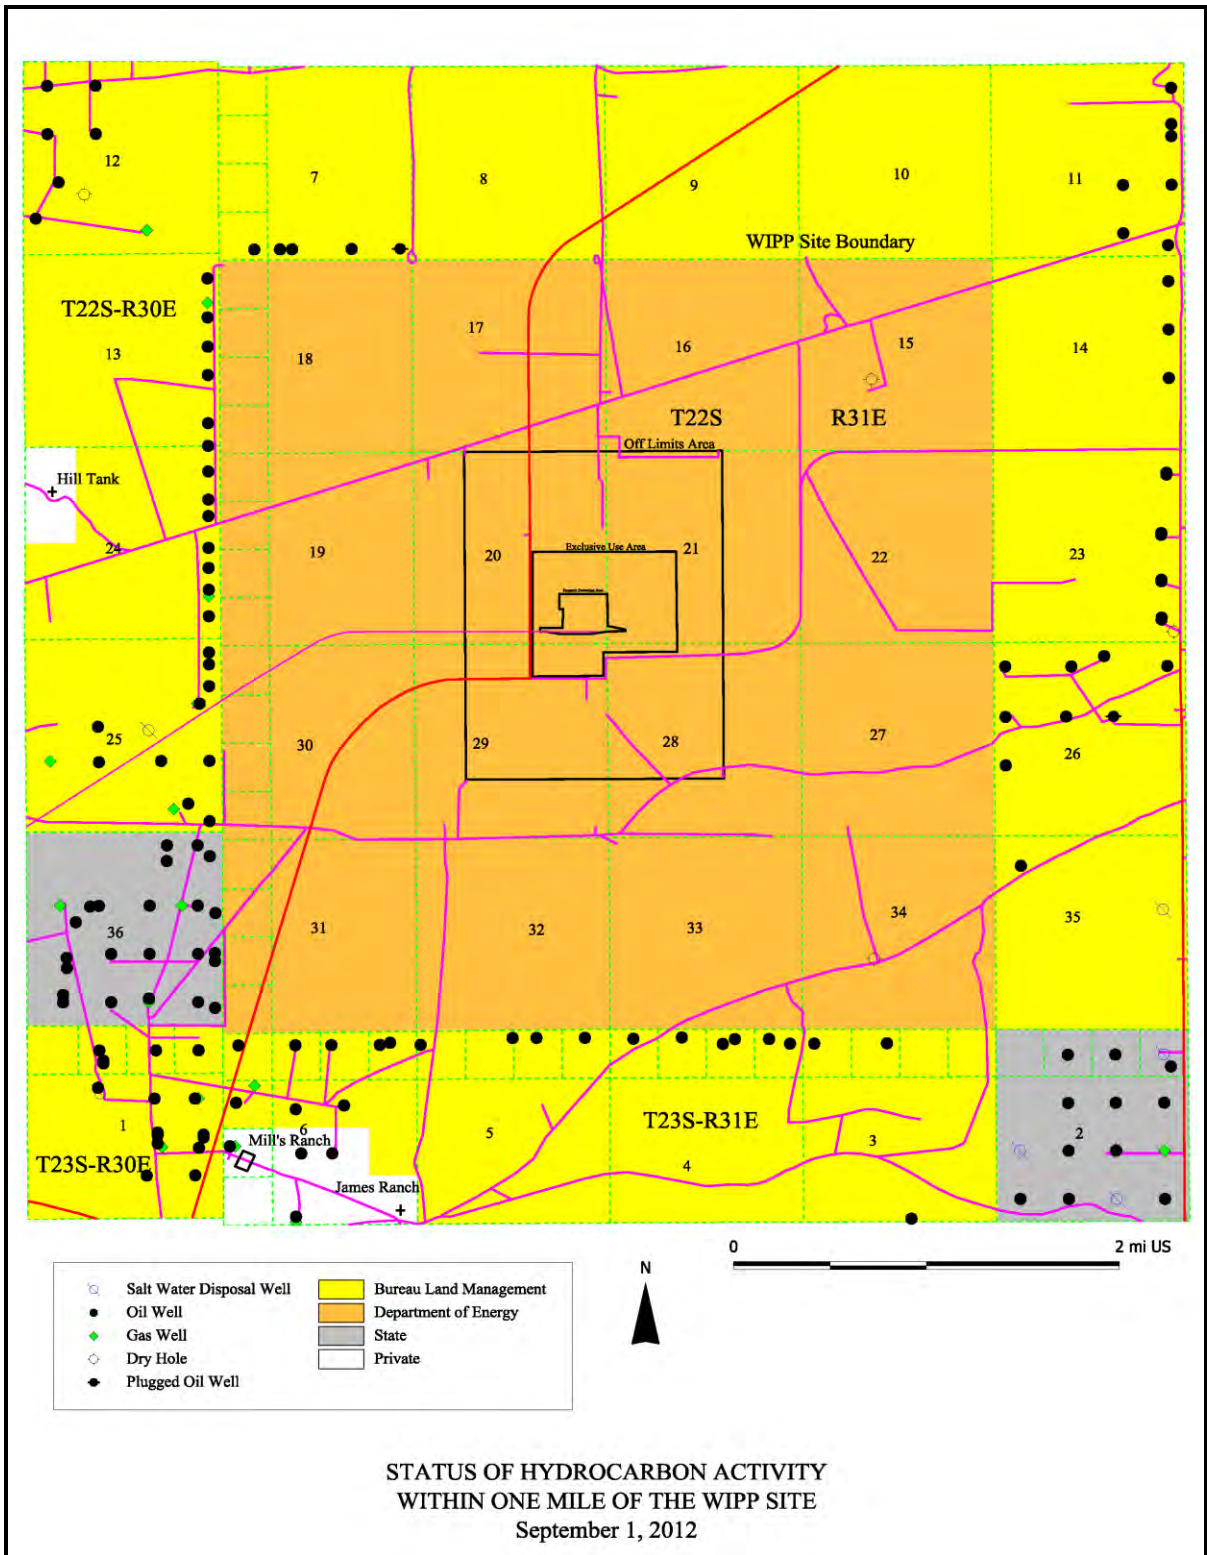 12
7
8
9
10
11
WIPP Site Boundary
T22S-R30E
13
18
17
16
15
14
T22S
R31E
Off Limits Area
Hill Tank
24
19
20
Exclusive Use Area
21
22
23
25
30
29
28
27
26
36
31
32
33
34
35
1
6
5
T23S-R31E
4
3
2
Mill's Ranch
T23S-R30E
James Ranch
0
2 mi US
N
Salt Water Disposal Well
Oil Well
Gas Well
Dry Hole
Plugged Oil Well
Bureau Land Management
Department of Energy
State
Private
STATUS OF HYDROCARBON ACTIVITY
WITHIN ONE MILE OF THE WIPP SITE
September 1, 2012